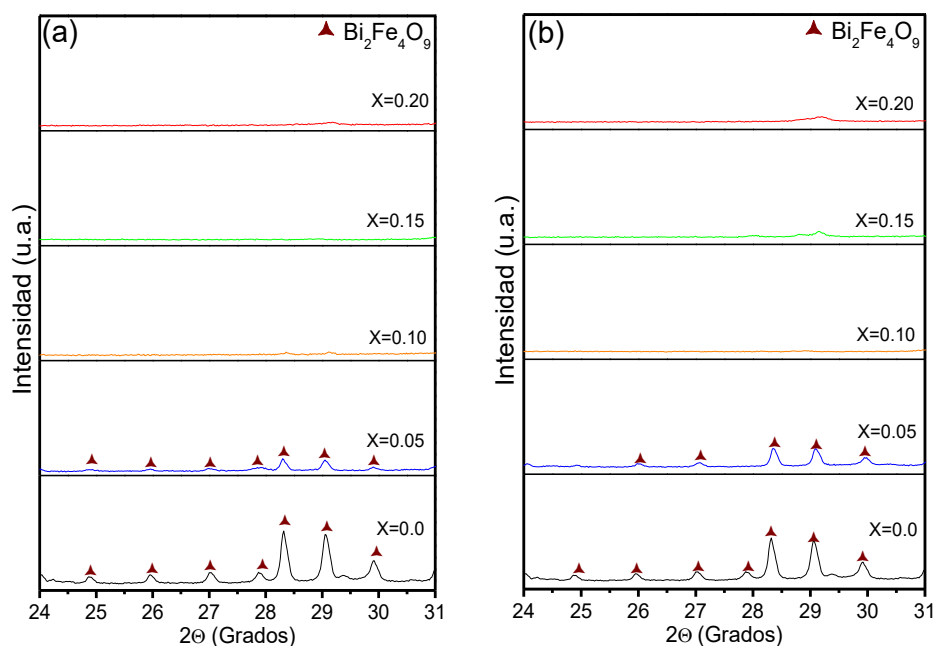 (a)
Bi₂Fe₄O₉
X=0.20
X=0.15
X=0.10
X=0.05
X=0.0
Intensidad (u.a.)
24 25 26 27 28 29 30 31
2Θ (Grados)
(b)
Bi₂Fe₄O₉
X=0.20
X=0.15
X=0.10
X=0.05
X=0.0
Intensidad (u.a.)
24 25 26 27 28 29 30 31
2Θ (Grados)